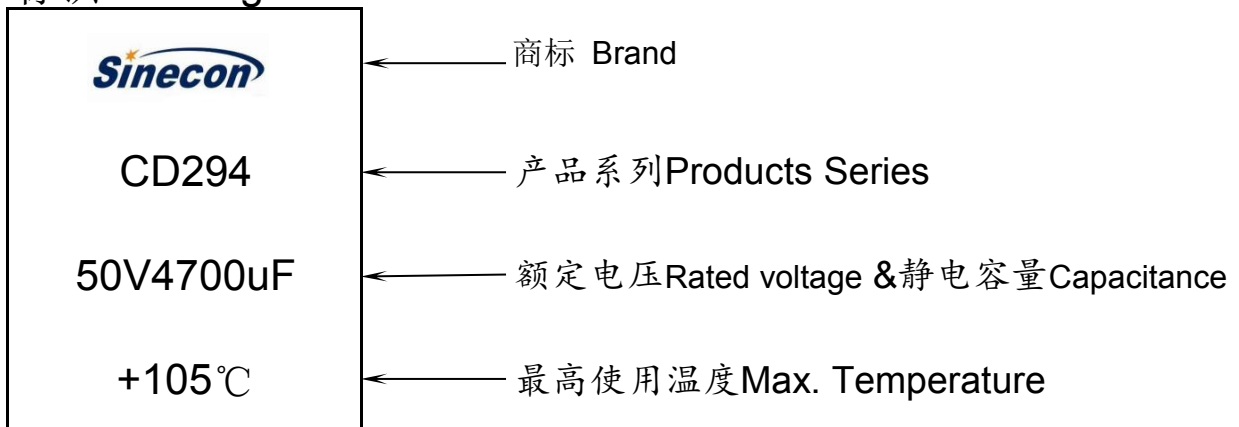 Sinecon
商标 Brand
CD294
产品系列Products Series
50V4700uF
额定电压Rated voltage &静电容量Capacitance
+105℃
最高使用温度Max. Temperature